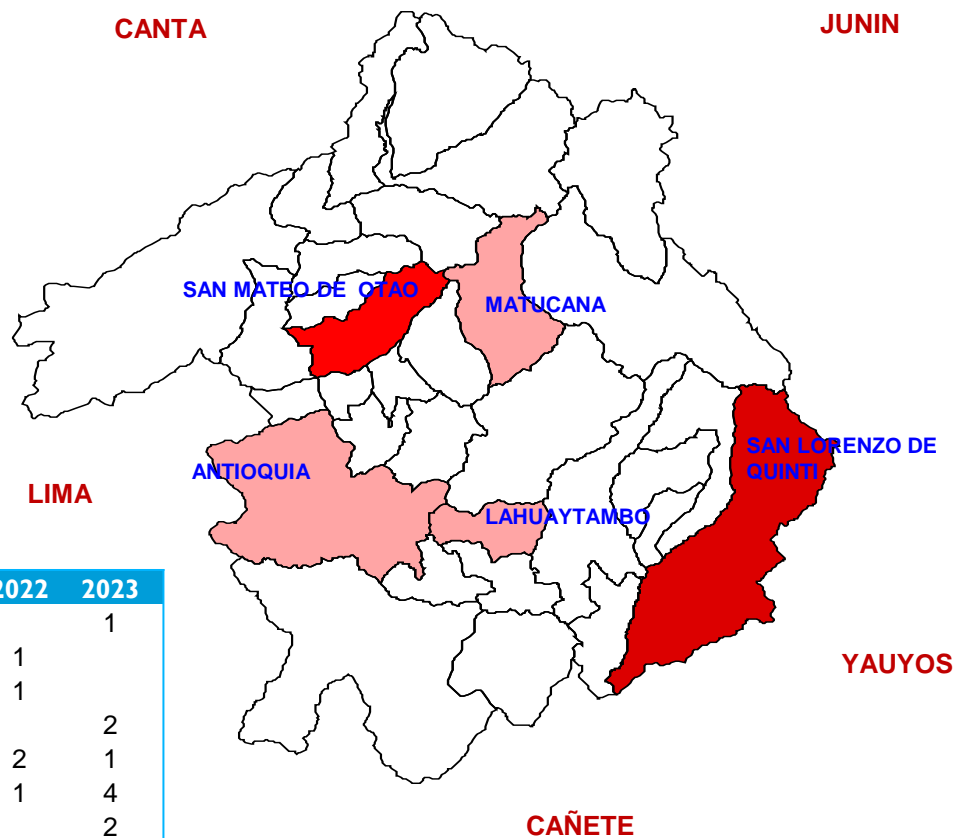 CANTA
JUNIN
SAN MATEO DE OTAO
MATUCANA
SAN LORENZO DE
QUINTI
ANTIOQUIA
LIMA
LAHUAYTAMBO
2022 2023
1
1
1
2
2 1
1 4
2
YAUYOS
CAÑETE